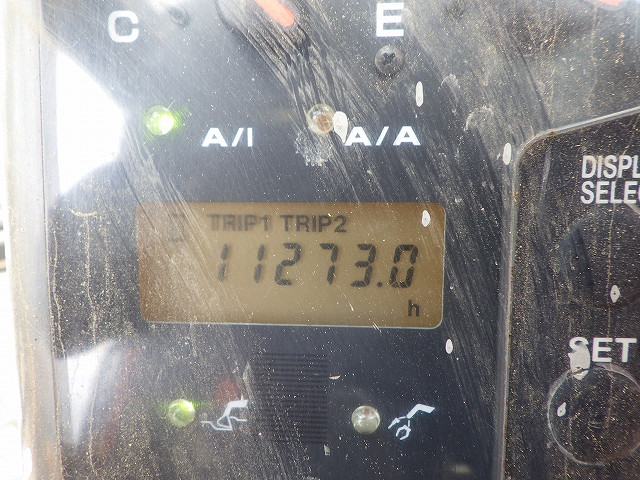 C E
A/I A/A
DISPL
SELEC
TRIP1 TRIP2
11273.0
h
SET